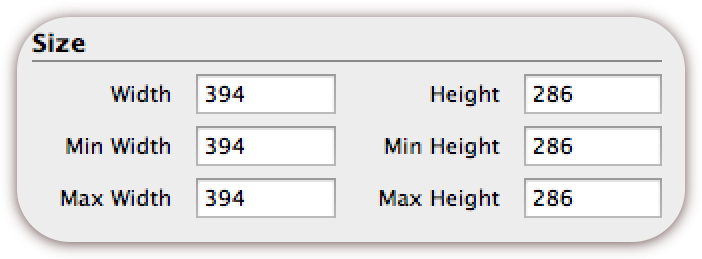 Size
Width 394 Height 286
Min Width 394 Min Height 286
Max Width 394 Max Height 286